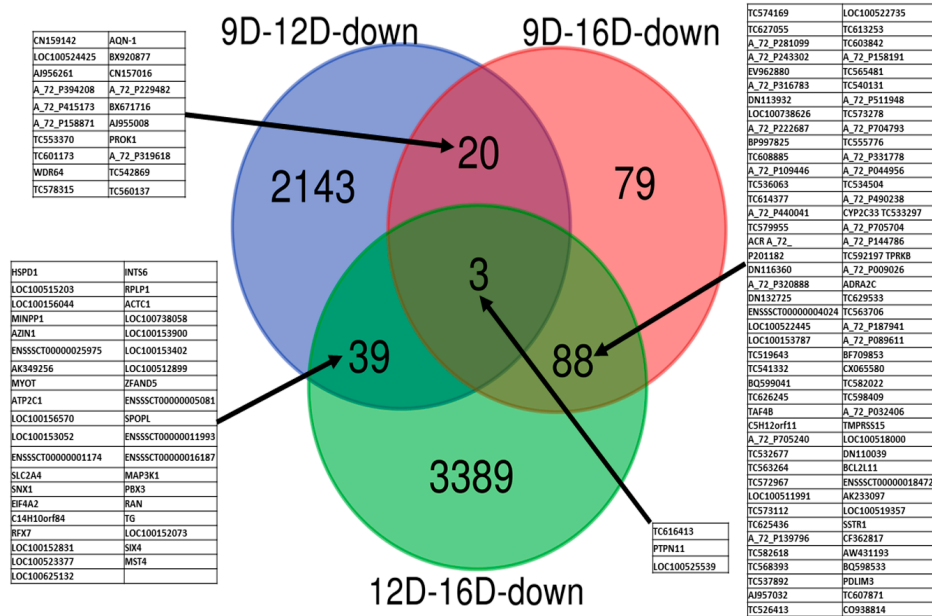 9D-12D-down
9D-16D-down
CN159142 AQN-1
LOC100524425 BX920877
AJ956261 CN157016
A_72_P394208 A_72_P229482
A_72_P415173 BX671716
A_72_P158871 AJ955008
TC553370 PROK1
TC601173 A_72_P319618
WDR64 TC542869
TC578315 TC560137
2143
20
79
3
39
88
3389
HSPD1 INTS6
LOC100515203 RPLP1
LOC100156044 ACTC1
MINPP1 LOC100738058
AZIN1 LOC100153900
ENSSSCT00000025975 LOC100153402
AK349256 LOC100512899
MYOT ZFAND5
ATP2C1 ENSSSCT00000005081
LOC100156570 SPOPL
LOC100153052 ENSSSCT00000011993
ENSSSCT00000001174 ENSSSCT00000016187
SLC2A4 MAP3K1
SNX1 PBX3
EIF4A2 RAN
C14H10orf84 TG
RFX7 LOC100152073
LOC100152831 SIX4
LOC100523377 MST4
LOC100625132
TC574169 LOC100522735
TC627055 TC613253
A_72_P281099 TC603842
A_72_P243302 A_72_P158191
EV962880 TC565481
A_72_P316783 TC540131
DN113932 A_72_P511948
LOC100738626 TC573278
A_72_P222687 A_72_P704793
BP997825 TC555776
TC608885 A_72_P331778
A_72_P109446 A_72_P044956
TC536063 TC534504
TC614377 A_72_P490238
A_72_P440041 CYP2C33 TC533297
TC579955 A_72_P705704
ACR A_72_ A_72_P144786
P201182 TC592197 TPRKB
DN116360 A_72_P009026
A_72_P320888 ADRA2C
DN132725 TC629533
ENSSSCT00000004024 TC563706
LOC100522445 A_72_P187941
LOC100153787 A_72_P089611
TC519643 BF709853
TC541332 CX065580
BQ599041 TC582022
TC626245 TC598409
TAF4B A_72_P032406
C5H12orf11 TMPRSS15
A_72_P705240 LOC100518000
TC532677 DN110039
TC563264 BCL2L11
TC572967 ENSSSCT00000018472
LOC100511991 AK233097
TC573112 LOC100519357
TC625436 SSTR1
A_72_P139796 CF362817
TC582618 AW431193
TC568393 BQ598533
TC537892 PDLIM3
AJ957032 TC607871
TC526413 CO938814
TC616413
PTPN11
LOC100525539
12D-16D-down